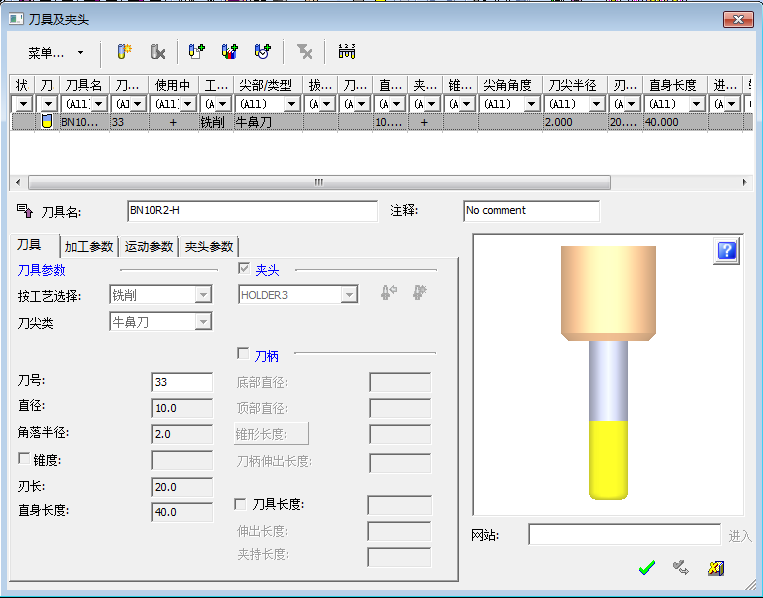 刀具及夹头
菜单...
状 刀 刀具名 刀... 使用中 工... 尖部/类型 拔... 刀... 直... 夹... 锥... 尖角角度 刀尖半径 刃... 直身长度 进...
(All) (A) (All) (A (All) (A (A (A (A (A (All) (All) (A (All) (A
BN10... 33 + 铣削 牛鼻刀 10.... + 2.000 20.... 40.000
刀具名: BN10R2-H 注释: No comment
刀具 加工参数 运动参数 夹头参数
刀具参数 夹头
按工艺选择: 铣削 HOLDER3
刀尖类 牛鼻刀
刀柄
刀号: 33 底部直径:
直径: 10.0 顶部直径:
角落半径: 2.0 锥形长度:
锥度: 刀柄伸出长度:
刃长: 20.0
直身长度: 40.0 刀具长度:
伸出长度:
夹持长度:
网站: 进入